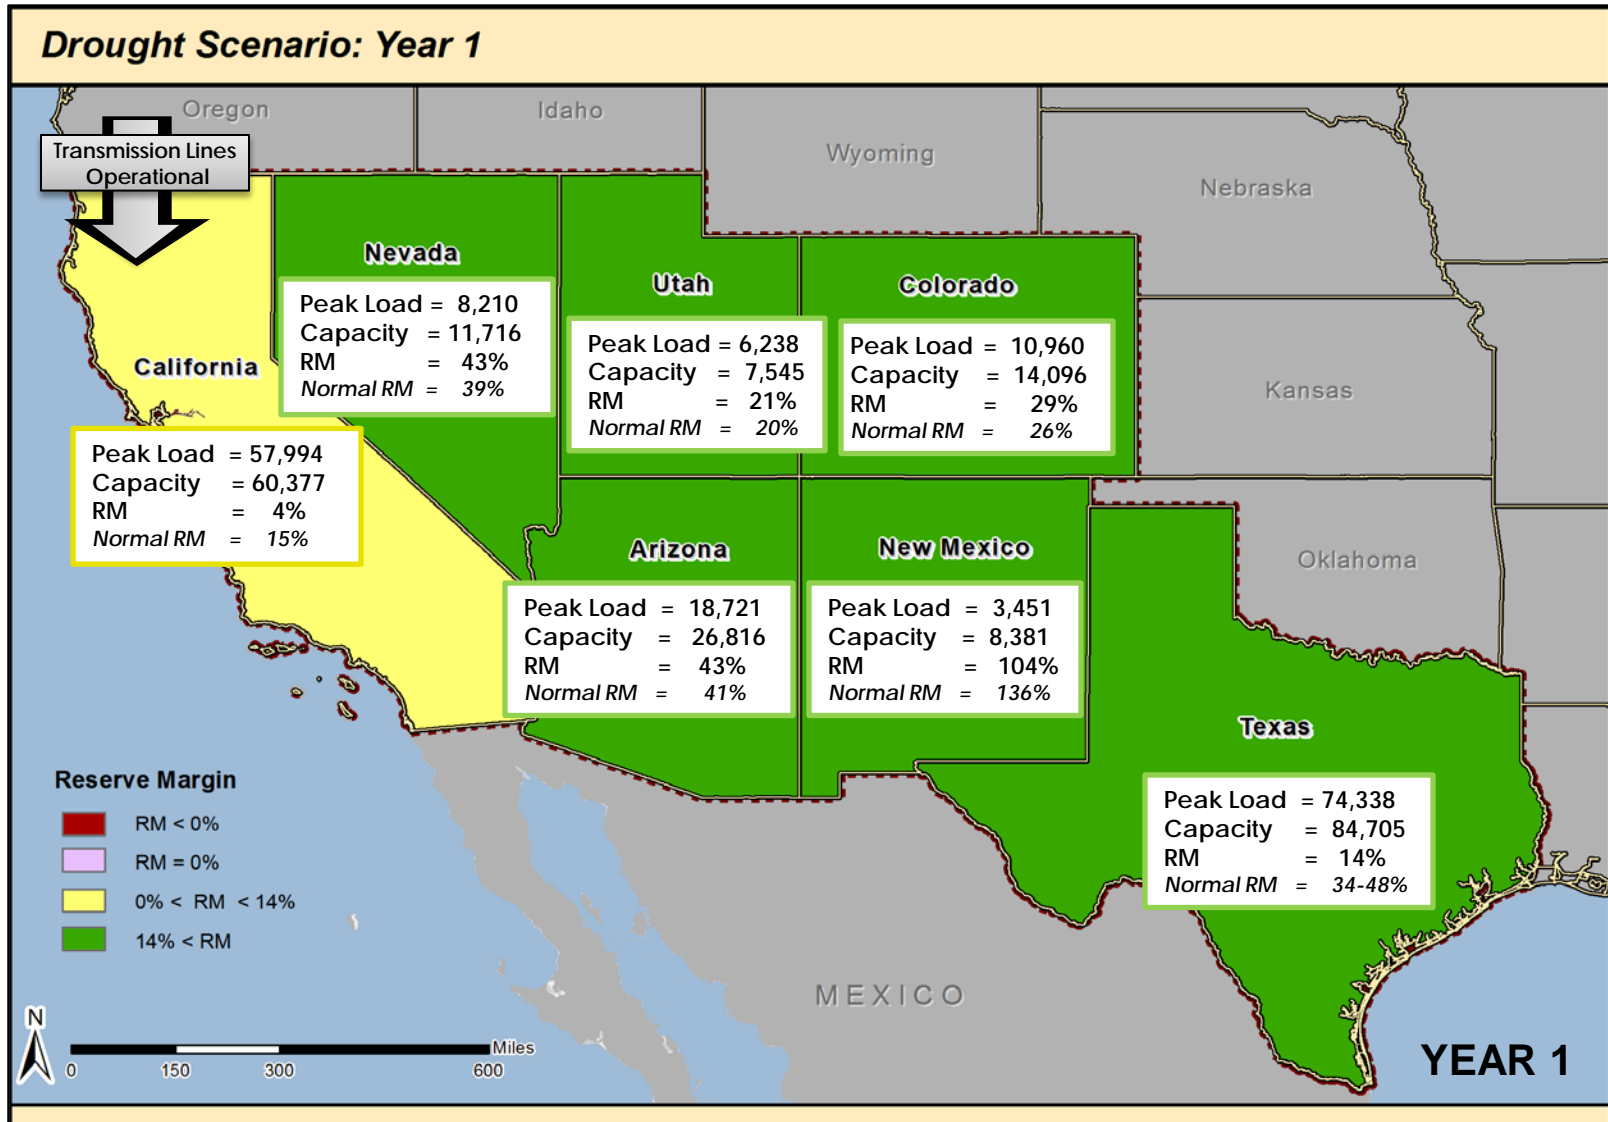 Drought Scenario: Year 1
Oregon
Idaho
Wyoming
Nebraska
Kansas
Oklahoma
Transmission Lines
Operational
Nevada
Peak Load = 8,210
Capacity = 11,716
RM = 43%
Normal RM = 39%
Utah
Peak Load = 6,238
Capacity = 7,545
RM = 21%
Normal RM = 20%
Colorado
Peak Load = 10,960
Capacity = 14,096
RM = 29%
Normal RM = 26%
California
Peak Load = 57,994
Capacity = 60,377
RM = 4%
Normal RM = 15%
Arizona
Peak Load = 18,721
Capacity = 26,816
RM = 43%
Normal RM = 41%
New Mexico
Peak Load = 3,451
Capacity = 8,381
RM = 104%
Normal RM = 136%
Texas
Peak Load = 74,338
Capacity = 84,705
RM = 14%
Normal RM = 34-48%
Reserve Margin
RM < 0%
RM = 0%
0% < RM < 14%
14% < RM
MEXICO
N
0 150 300 600 Miles
YEAR 1